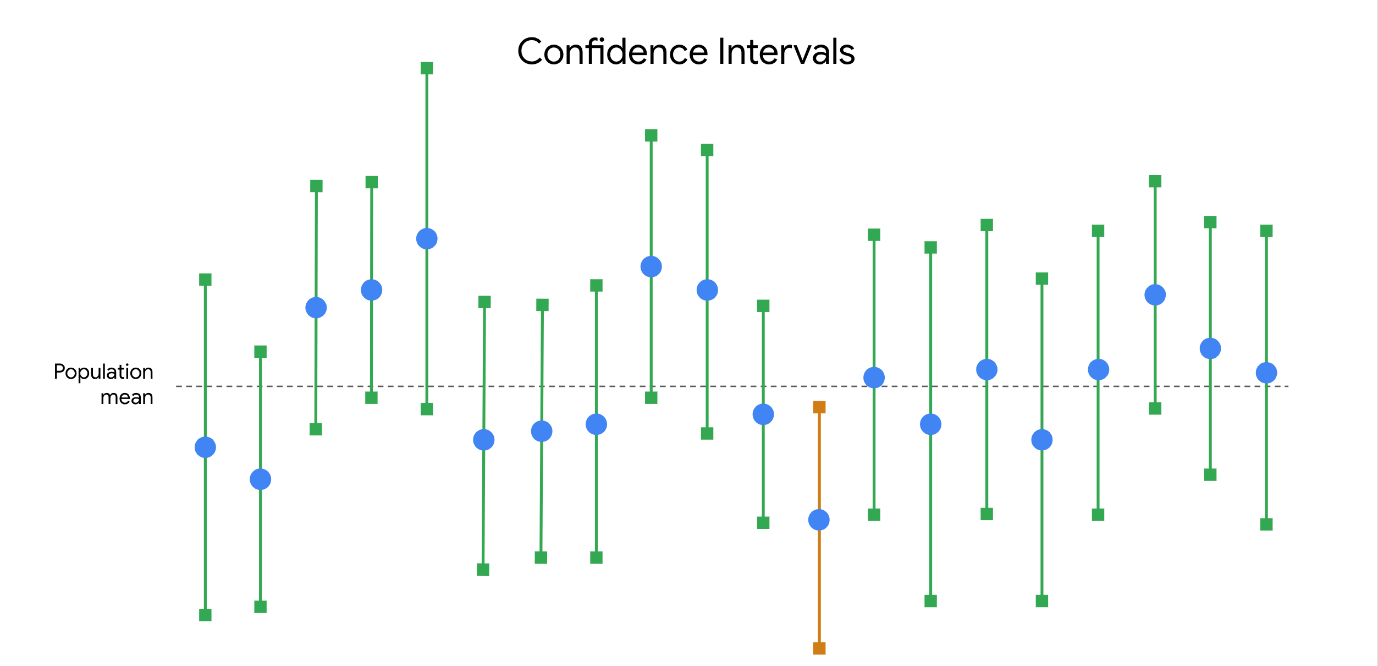 Confidence Intervals
Population
mean